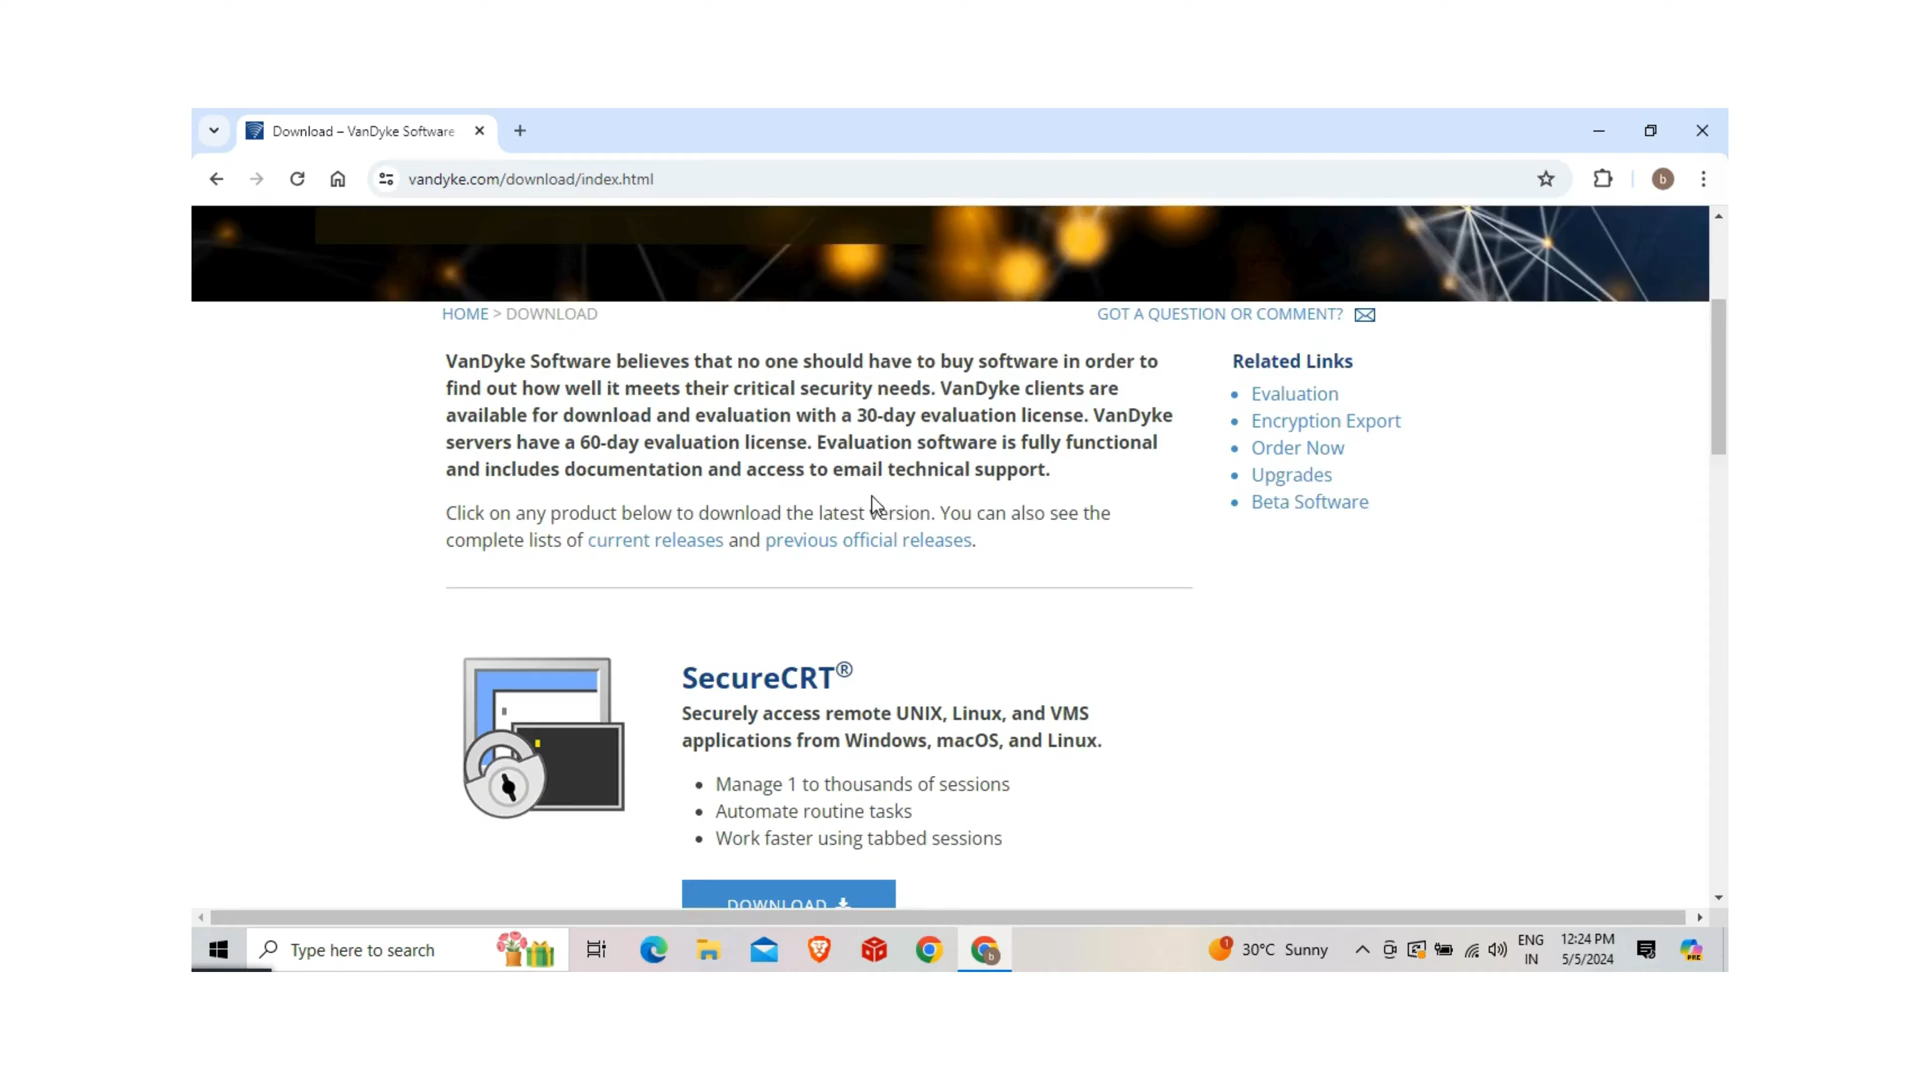 Download – VanDyke Software
vandyke.com/download/index.html
b
HOME > DOWNLOAD
GOT A QUESTION OR COMMENT?
VanDyke Software believes that no one should have to buy software in order to
find out how well it meets their critical security needs. VanDyke clients are
available for download and evaluation with a 30-day evaluation license. VanDyke
servers have a 60-day evaluation license. Evaluation software is fully functional
and includes documentation and access to email technical support.
Click on any product below to download the latest version. You can also see the
complete lists of current releases and previous official releases.
Related Links
Evaluation
Encryption Export
Order Now
Upgrades
Beta Software
SecureCRT®
Securely access remote UNIX, Linux, and VMS
applications from Windows, macOS, and Linux.
Manage 1 to thousands of sessions
Automate routine tasks
Work faster using tabbed sessions
DOWNLOAD
Type here to search
b
1
30°C Sunny
ENG
IN
12:24 PM
5/5/2024
PRE